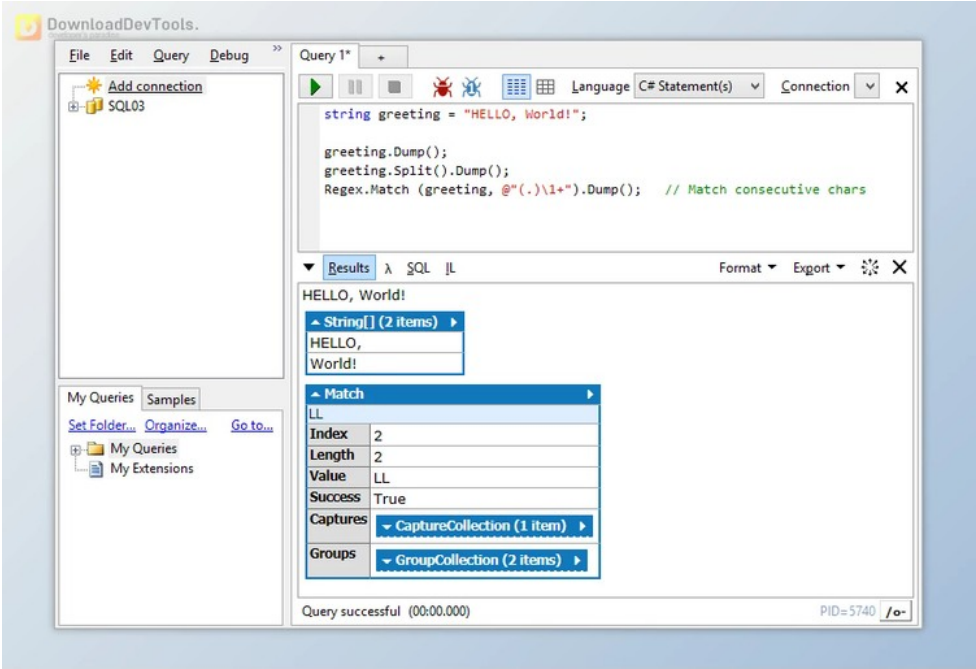 DownloadDevTools.
File Edit Query Debug »
Add connection
SQL03
My Queries Samples
Set Folder... Organize... Go to...
My Queries
My Extensions
Query 1* +
Language C# Statement(s) Connection
string greeting = "HELLO, World!";
greeting.Dump();
greeting.Split().Dump();
Regex.Match (greeting, @"(.)\1+").Dump();   // Match consecutive chars
Results λ SQL IL Format Export
HELLO, World!
String[] (2 items)
HELLO,
World!
Match
LL
Index 2
Length 2
Value LL
Success True
Captures CaptureCollection (1 item)
Groups GroupCollection (2 items)
Query successful (00:00.000) PID=5740 /o-